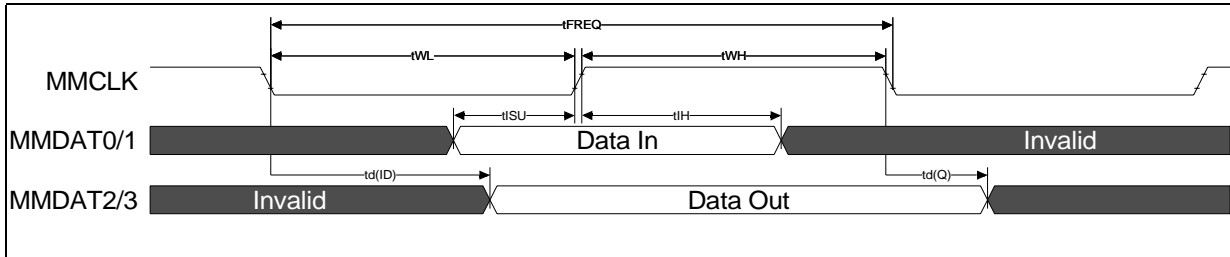 tFREQ
tWL tWH
MMCLK
tISU tIH
MMDAT0/1 Data In Invalid
td(ID) td(Q)
MMDAT2/3 Invalid Data Out